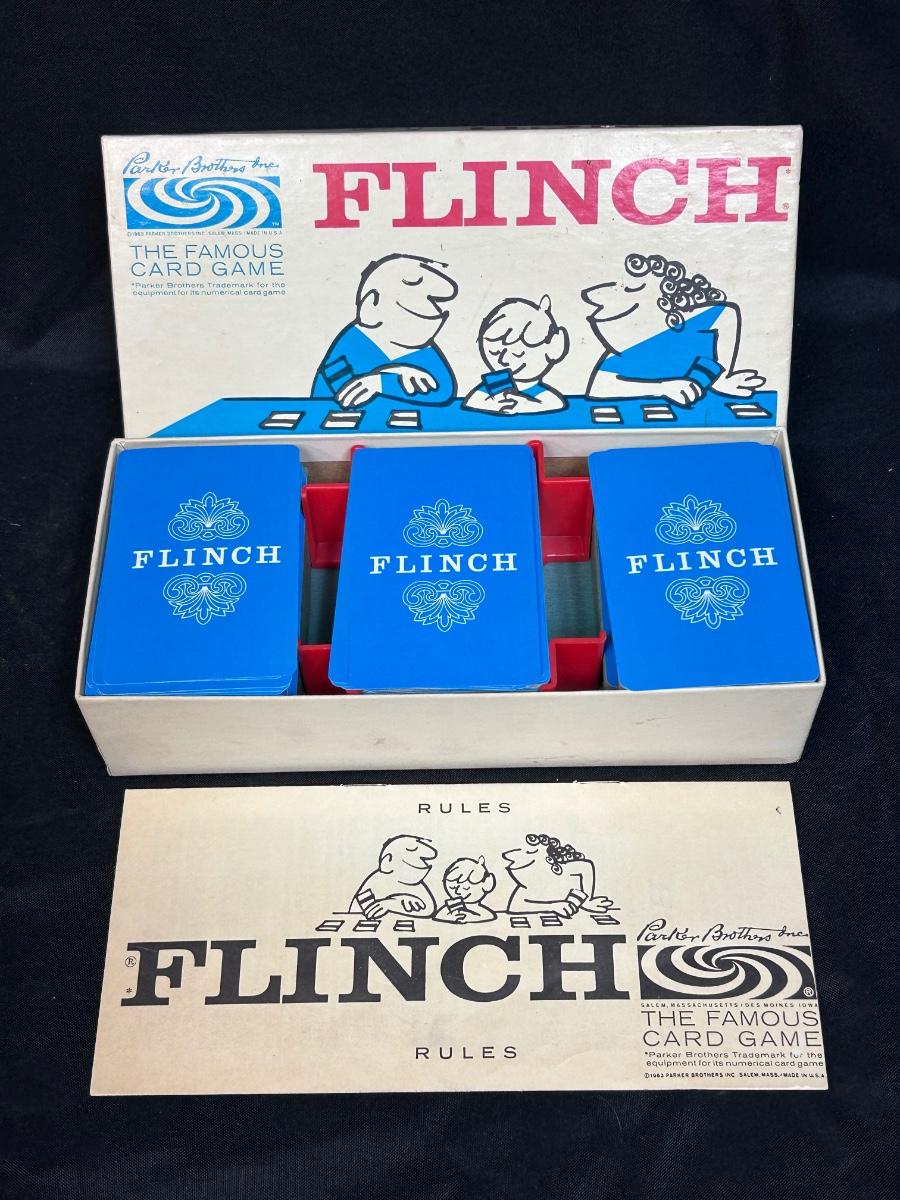 Parker Brothers Inc.
FLINCH*
™
®
©1963 PARKER BROTHERS INC. SALEM, MASS./MADE IN U.S.A.
THE FAMOUS
CARD GAME
*Parker Brothers Trademark for the
equipment for its numerical card game
FLINCH
FLINCH
FLINCH
RULES
®
*FLINCH
Parker Brothers Inc.
®
SALEM, MASSACHUSETTS / DES MOINES, IOWA
THE FAMOUS
CARD GAME
*Parker Brothers Trademark for the
equipment for its numerical card game
©1963 PARKER BROTHERS INC. SALEM, MASS./MADE IN U.S.A.
RULES